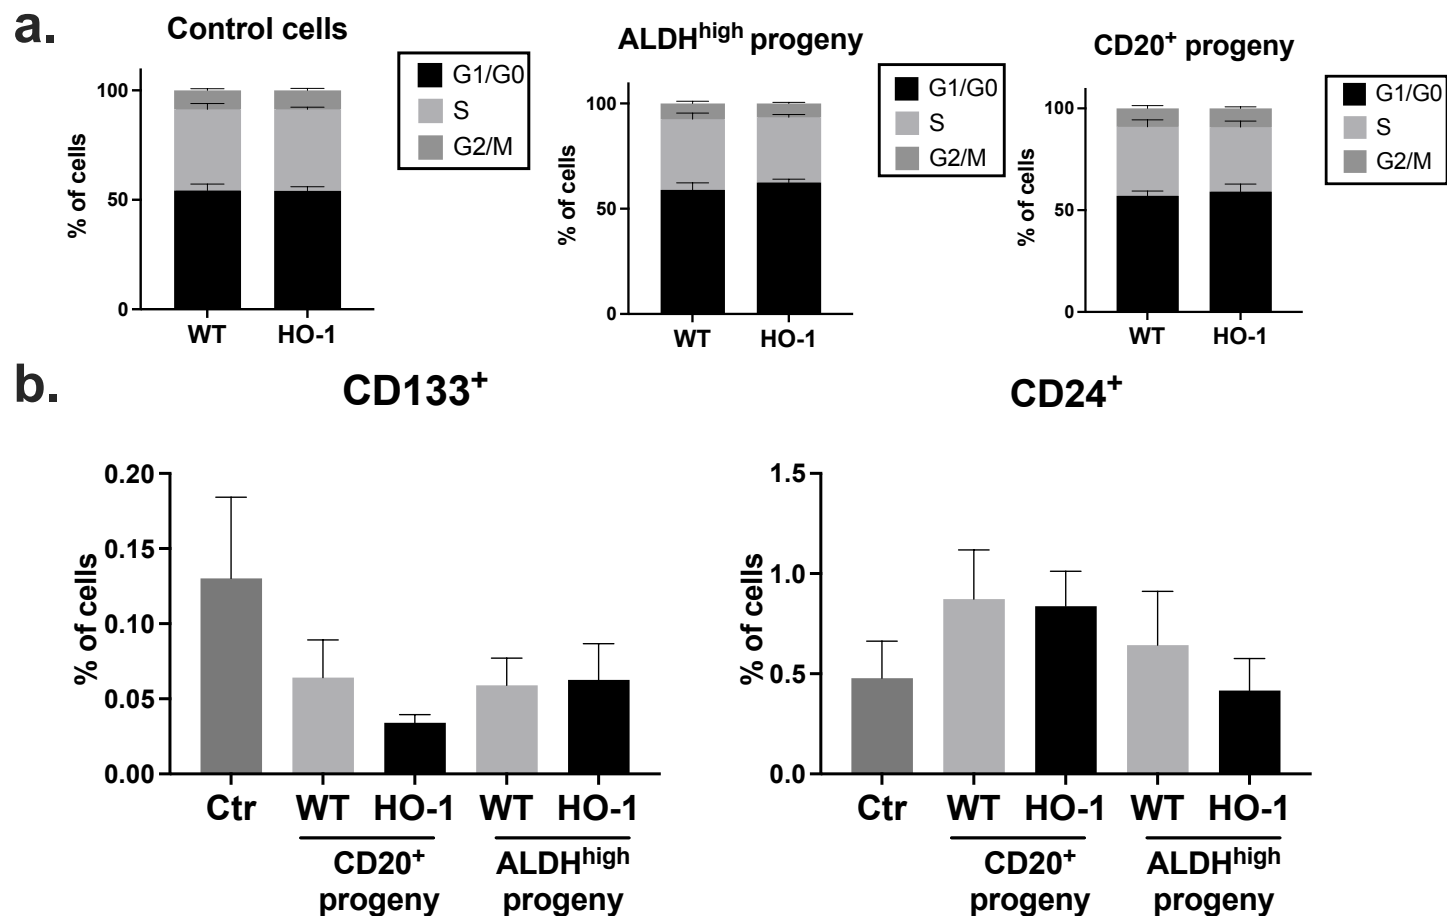 a.
Control cells
% of cells
100
50
0
WT HO-1
G1/G0
S
G2/M
ALDHhigh progeny
% of cells
100
50
0
WT HO-1
G1/G0
S
G2/M
CD20+ progeny
% of cells
100
50
0
WT HO-1
G1/G0
S
G2/M
b.
CD133+
% of cells
0.20
0.15
0.10
0.05
0.00
Ctr WT HO-1 WT HO-1
CD20+ ALDHhigh
progeny progeny
CD24+
% of cells
1.5
1.0
0.5
0.0
Ctr WT HO-1 WT HO-1
CD20+ ALDHhigh
progeny progeny